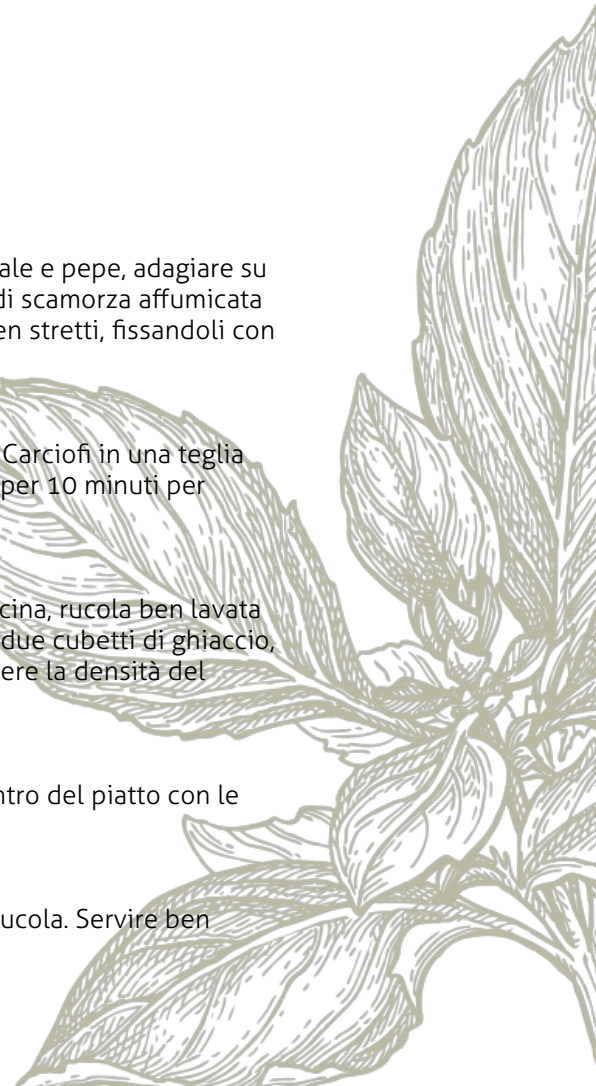 ale e pepe, adagiare su
di scamorza affumicata
en stretti, fissandoli con
Carciofi in una teglia
per 10 minuti per
cina, rucola ben lavata
due cubetti di ghiaccio,
ere la densità del
ntro del piatto con le
ucola. Servire ben